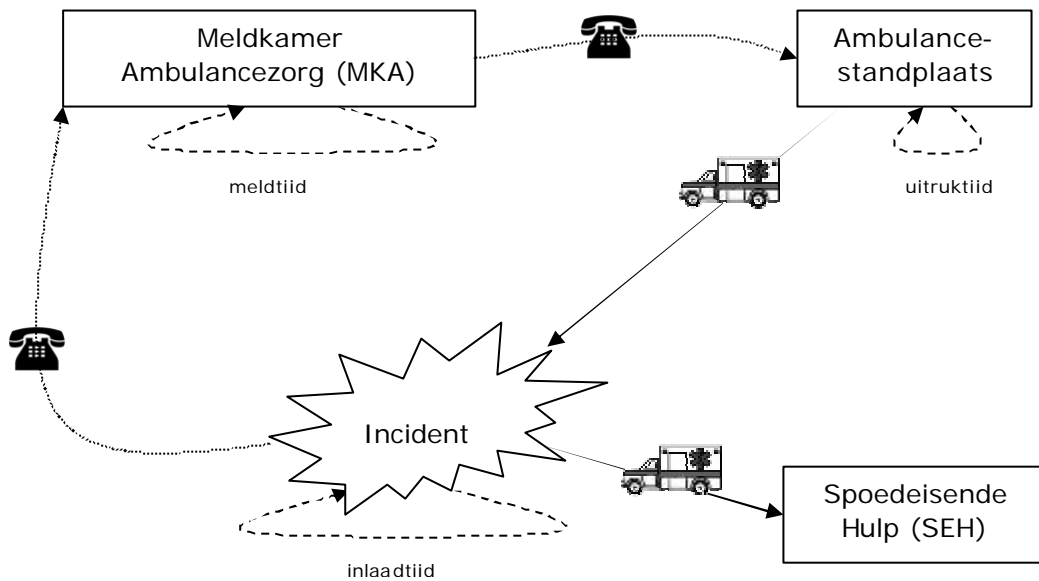 Meldkamer
Ambulancezorg (MKA)
Ambulance-
standplaats
meldtijd
uitruktijd
Incident
Spoedeisende
Hulp (SEH)
inlaadtijd